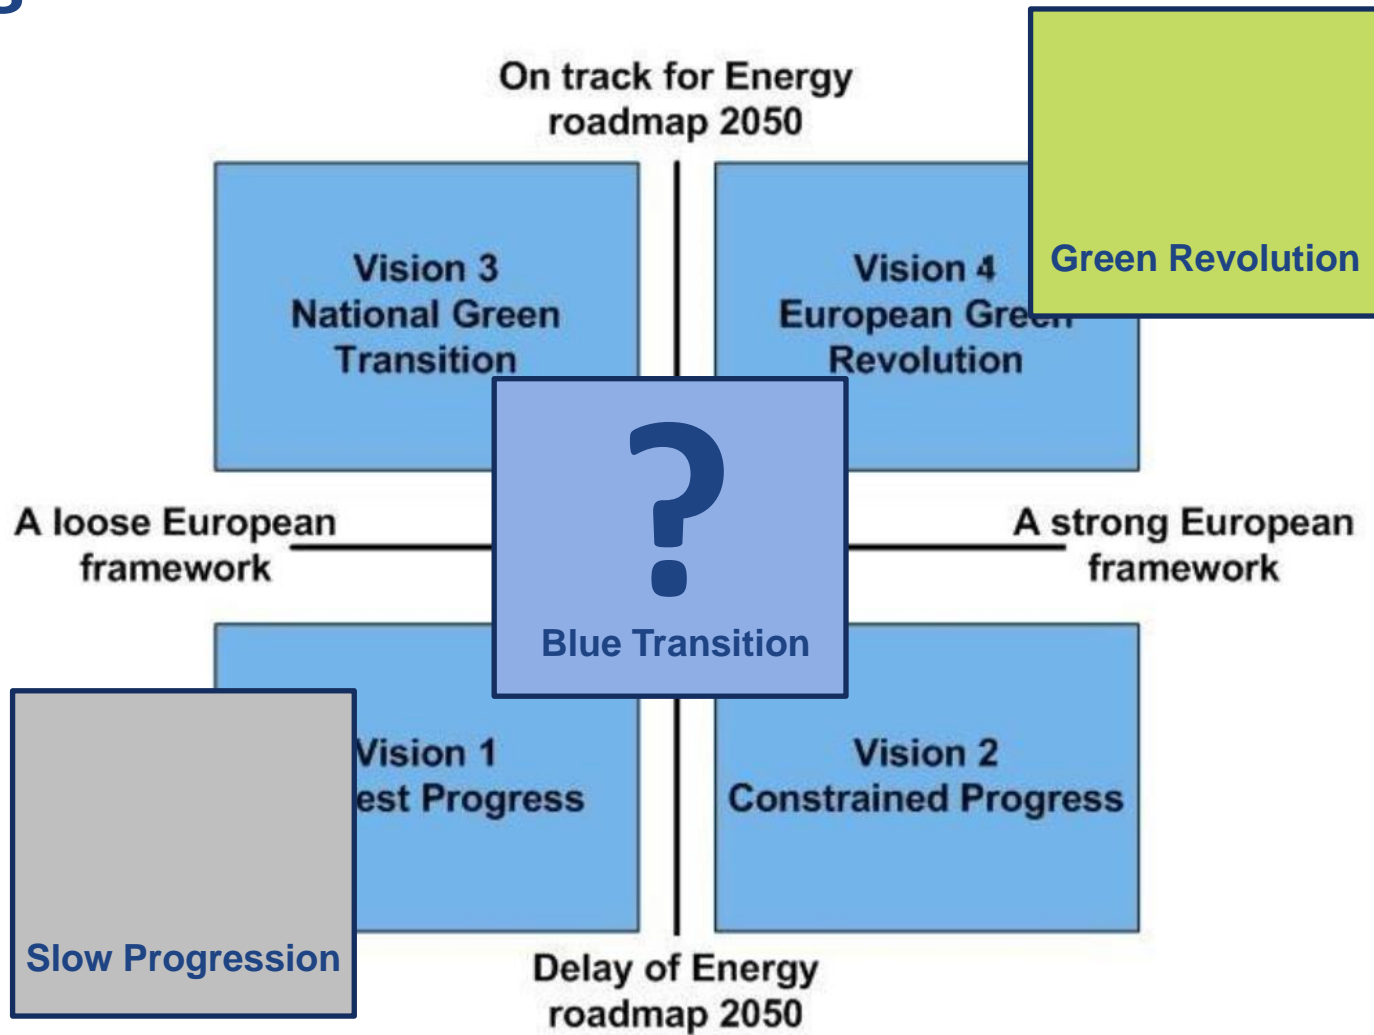 On track for Energy
roadmap 2050
Vision 3
National Green
Transition
Vision 4
European Green
Revolution
Green Revolution
?
Blue Transition
A loose European
framework
A strong European
framework
Vision 1
Progress
Vision 2
Constrained Progress
Slow Progression
Delay of Energy
roadmap 2050